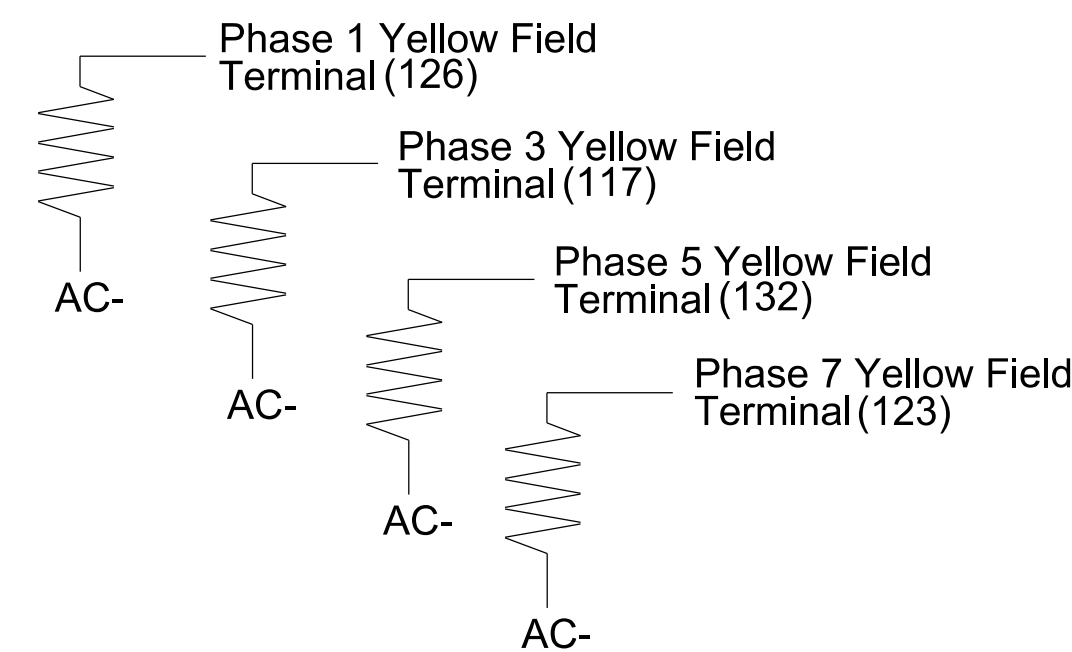 Phase 1 Yellow Field
Terminal (126)
AC-
Phase 3 Yellow Field
Terminal (117)
AC-
Phase 5 Yellow Field
Terminal (132)
AC-
Phase 7 Yellow Field
Terminal (123)
AC-